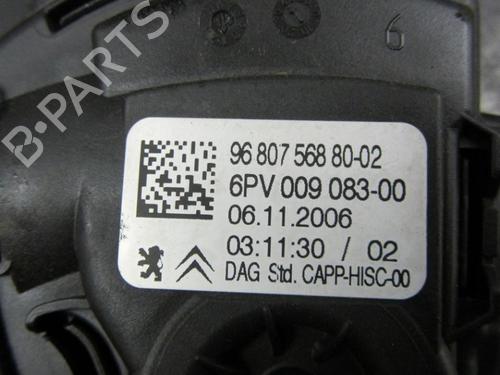 6
96 807 568 80-02
6PV 009 083-00
06.11.2006
03:11:30 / 02
DAG Std. CAPP-HISC-00
B-PARTS